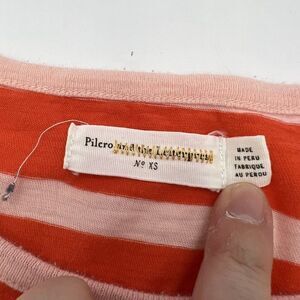 Pilcro and the Letterpress
Nº XS
MADE
IN PERU
FABRIQUE
AU PEROU